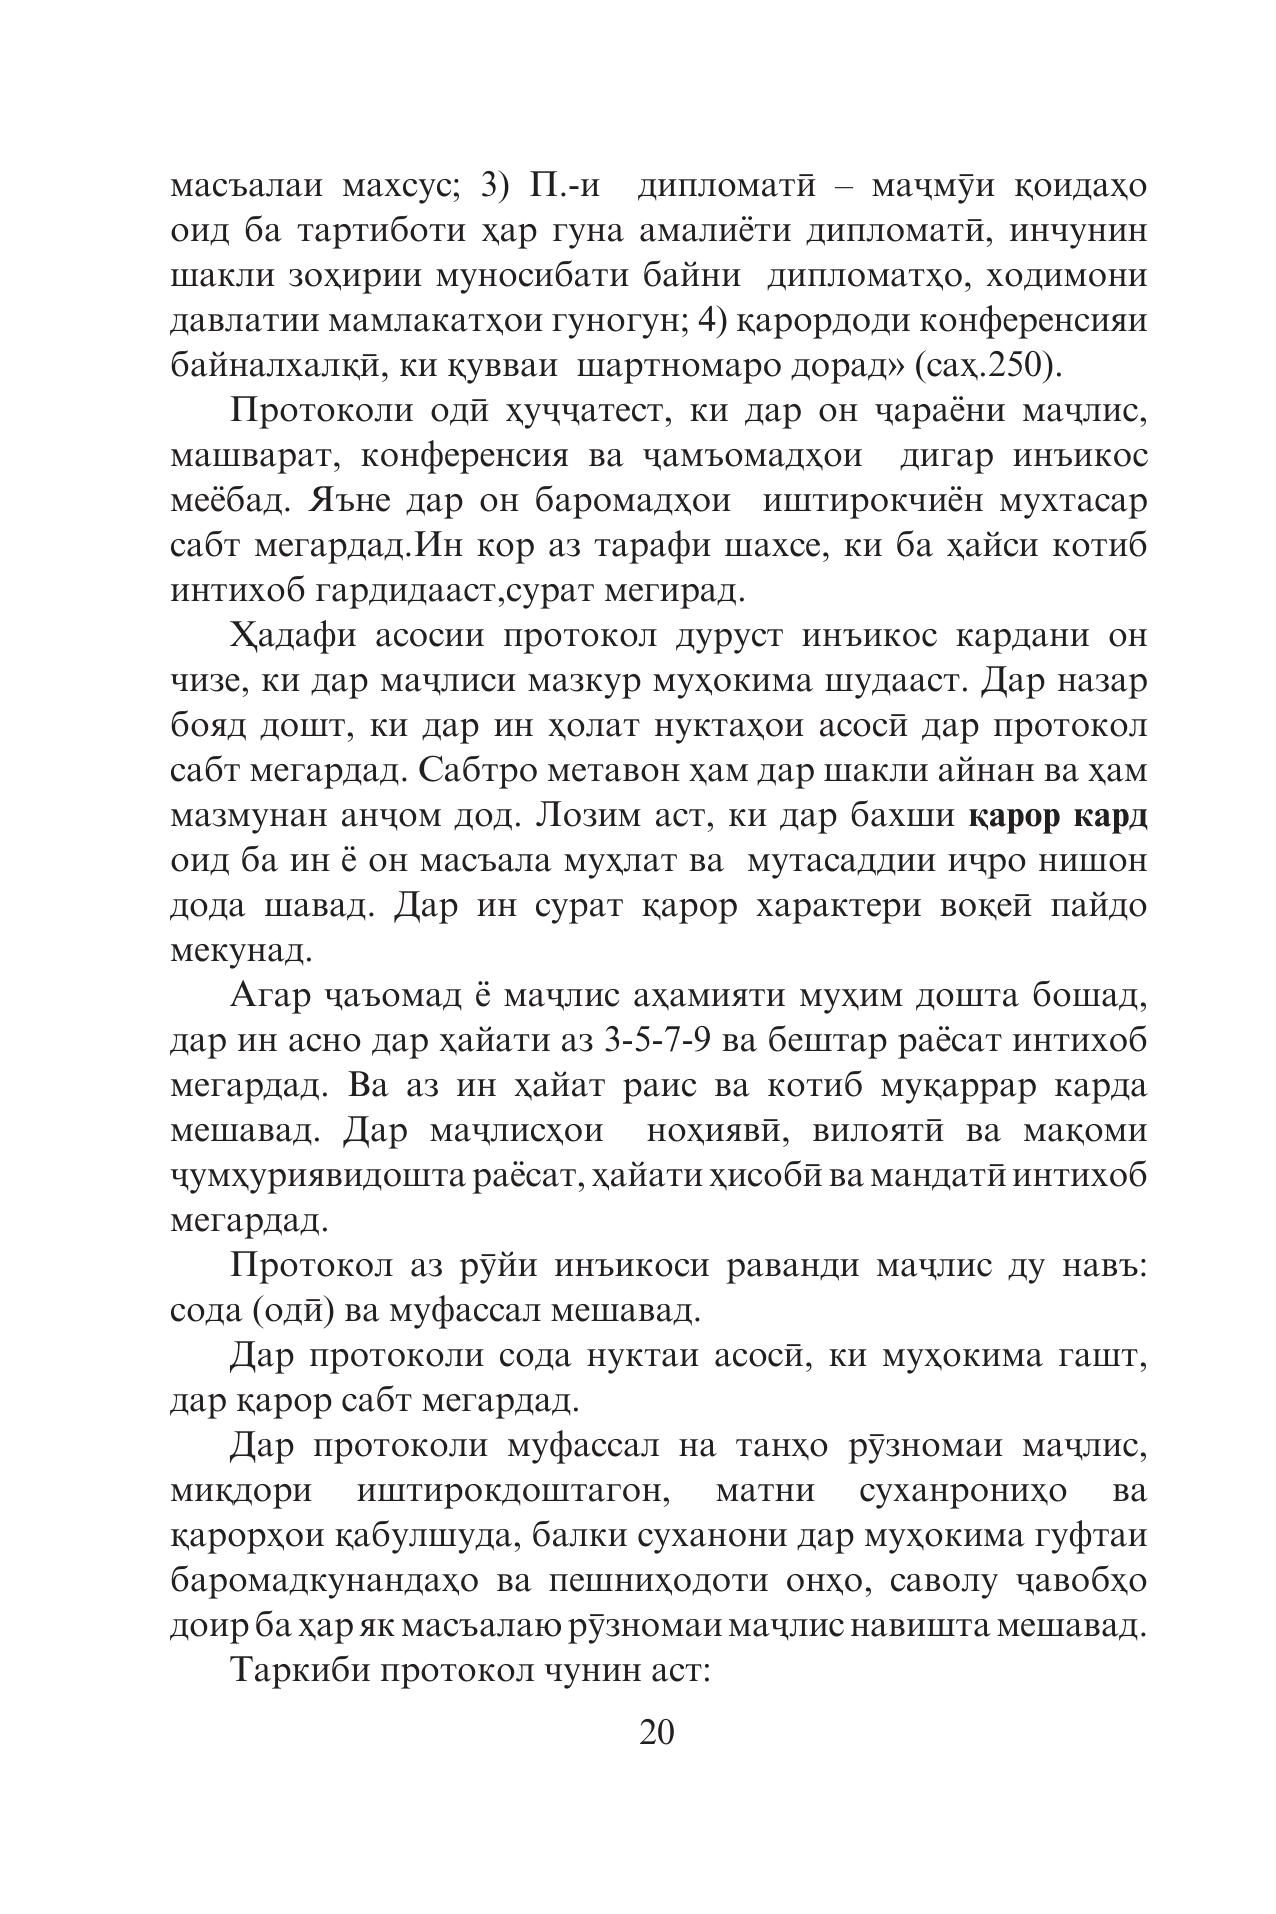 масъалаи махсус; 3) П.-и дипломатӣ – маҷмӯи қоидаҳо
оид ба тартиботи ҳар гуна амалиёти дипломатӣ, инчунин
шакли зоҳирии муносибати байни дипломатҳо, ходимони
давлатии мамлакатҳои гуногун; 4) қарордоди конференсияи
байналхалқӣ, ки қувваи шартномаро дорад» (саҳ.250).
Протоколи одӣ ҳуҷҷатест, ки дар он ҷараёни маҷлис,
машварат, конференсия ва ҷамъомадҳои дигар инъикос
меёбад. Яъне дар он баромадҳои иштирокчиён мухтасар
сабт мегардад.Ин кор аз тарафи шахсе, ки ба ҳайси котиб
интихоб гардидааст,сурат мегирад.
Ҳадафи асосии протокол дуруст инъикос кардани он
чизе, ки дар маҷлиси мазкур муҳокима шудааст. Дар назар
бояд дошт, ки дар ин ҳолат нуктаҳои асосӣ дар протокол
сабт мегардад. Сабтро метавон ҳам дар шакли айнан ва ҳам
мазмунан анҷом дод. Лозим аст, ки дар бахши қарор кард
оид ба ин ё он масъала муҳлат ва мутасаддии иҷро нишон
дода шавад. Дар ин сурат қарор характери воқеӣ пайдо
мекунад.
Агар ҷаъомад ё маҷлис аҳамияти муҳим дошта бошад,
дар ин асно дар ҳайати аз 3-5-7-9 ва бештар раёсат интихоб
мегардад. Ва аз ин ҳайат раис ва котиб муқаррар карда
мешавад. Дар маҷлисҳои ноҳиявӣ, вилоятӣ ва мақоми
ҷумҳуриявидошта раёсат, ҳайати ҳисобӣ ва мандатӣ интихоб
мегардад.
Протокол аз рӯйи инъикоси раванди маҷлис ду навъ:
сода (одӣ) ва муфассал мешавад.
Дар протоколи сода нуктаи асосӣ, ки муҳокима гашт,
дар қарор сабт мегардад.
Дар протоколи муфассал на танҳо рӯзномаи маҷлис,
миқдори иштирокдоштагон, матни суханрониҳо ва
қарорҳои қабулшуда, балки суханони дар муҳокима гуфтаи
баромадкунандаҳо ва пешниҳодоти онҳо, саволу ҷавобҳо
доир ба ҳар як масъалаю рӯзномаи маҷлис навишта мешавад.
Таркиби протокол чунин аст:
20